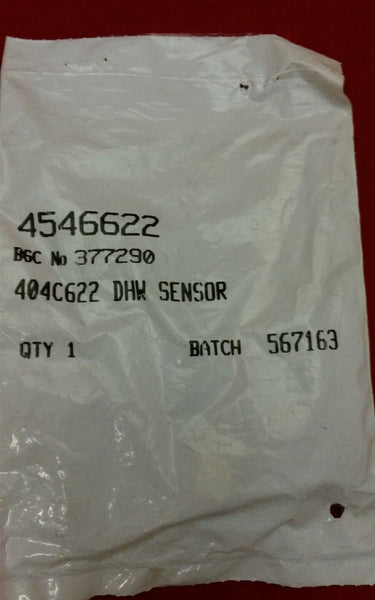 4546622
BGC No 377290
404C622 DHW SENSOR
QTY 1 BATCH 567163